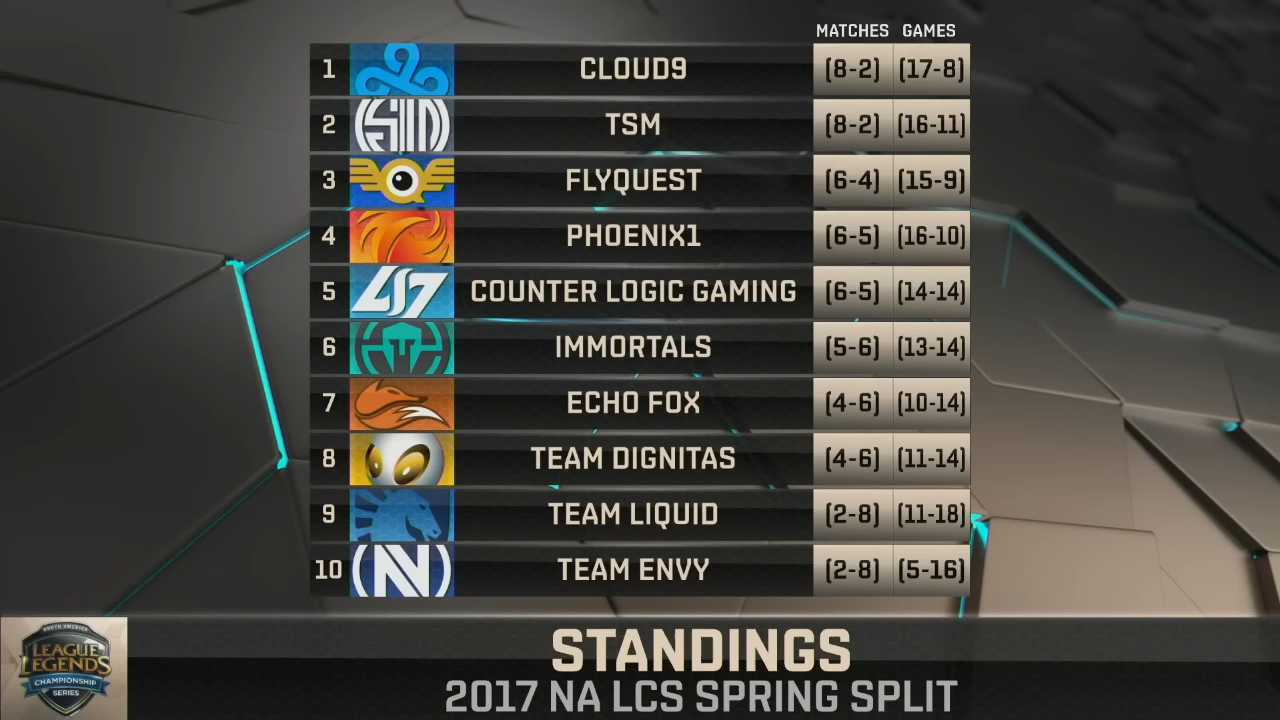 MATCHES GAMES
1 CLOUD9 (8-2) (17-8)
2 TSM TSM (8-2) (16-11)
3 FLYQUEST (6-4) (15-9)
4 PHOENIX1 (6-5) (16-10)
5 COUNTER LOGIC GAMING (6-5) (14-14)
6 IMMORTALS (5-6) (13-14)
7 ECHO FOX (4-6) (10-14)
8 TEAM DIGNITAS (4-6) (11-14)
9 TEAM LIQUID (2-8) (11-18)
10 TEAM ENVY (2-8) (5-16)
NORTH AMERICA
LEAGUE
LEGENDS
CHAMPIONSHIP
SERIES
STANDINGS
2017 NA LCS SPRING SPLIT